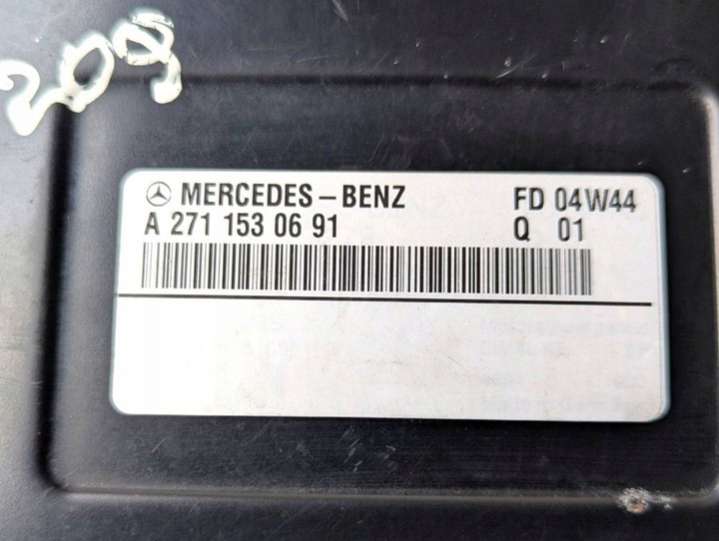 209
MERCEDES-BENZ FD 04W44
A 271 153 06 91 Q 01